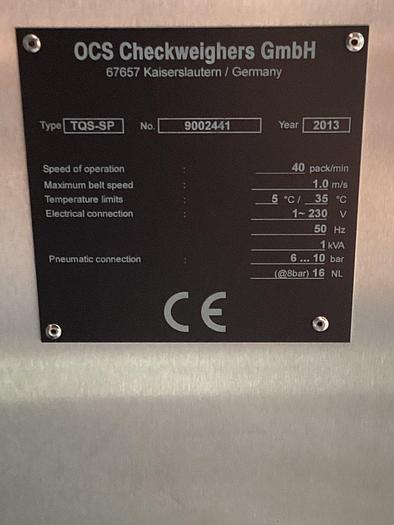 OCS Checkweighers GmbH
67657 Kaiserslautern / Germany
Type TQS-SP No. 9002441 Year 2013
Speed of operation : 40 pack/min
Maximum belt speed : 1.0 m/s
Temperature limits : 5 °C / 35 °C
Electrical connection : 1~ 230 V
50 Hz
1 kVA
Pneumatic connection : 6 ... 10 bar
(@8bar) 16 NL
CE